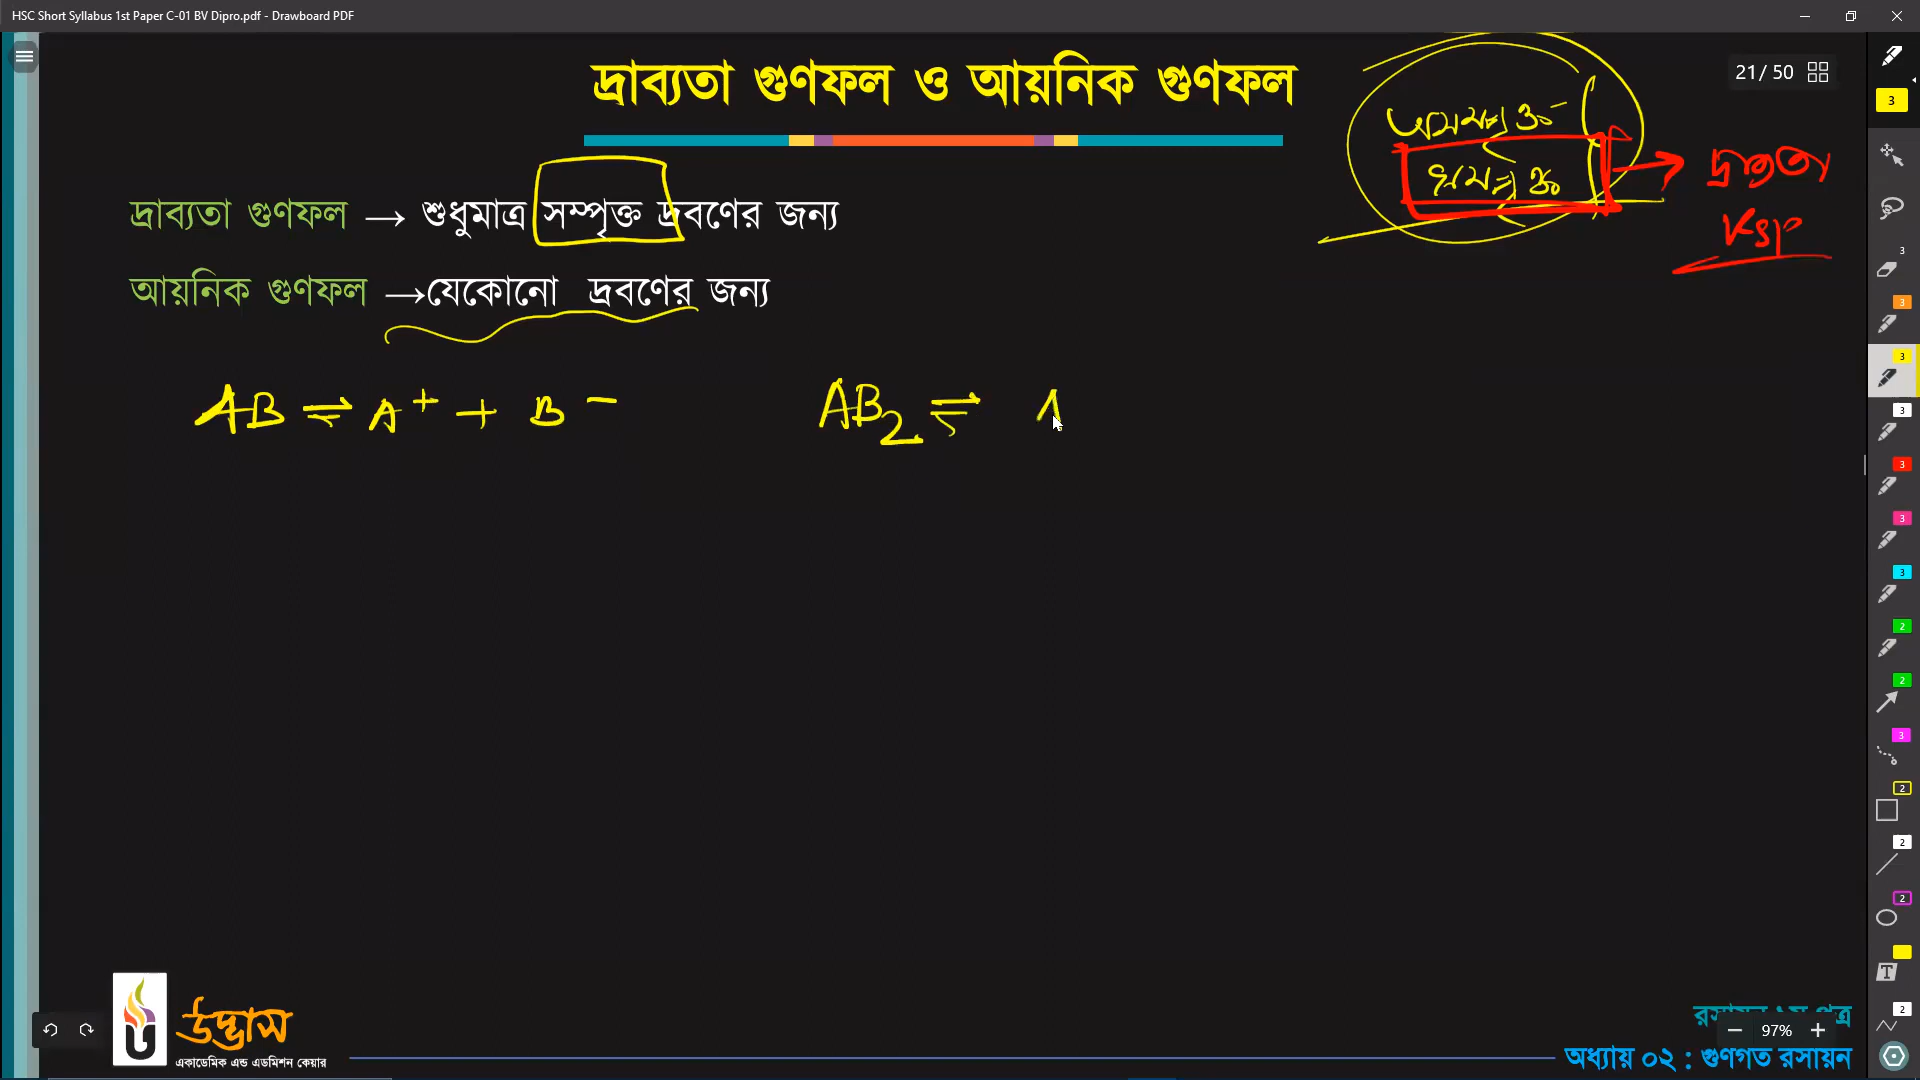 HSC Short Syllabus 1st Paper C-01 BV Dipro.pdf - Drawboard PDF
দ্রাব্যতা গুণফল ও আয়নিক গুণফল
21 / 50
দ্রাব্যতা গুণফল → শুধুমাত্র সম্পৃক্ত দ্রবণের জন্য
Ksp
আয়নিক গুণফল →যেকোনো দ্রবণের জন্য
AB ⇌ A⁺ + B⁻
AB₂ ⇌ A
উদ্ভাস
একাডেমিক এন্ড এডমিশন কেয়ার
97%
অধ্যায় ০২ : গুণগত রসায়ন